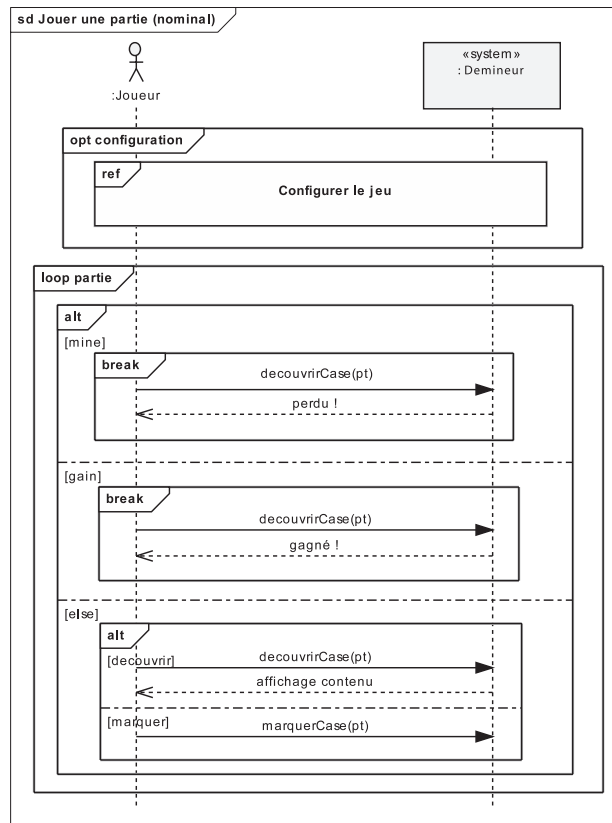 sd Jouer une partie (nominal)
«system»
: Demineur
:Joueur
opt configuration
ref
Configurer le jeu
loop partie
alt
[mine]
break
decouvrirCase(pt)
perdu !
[gain]
break
decouvrirCase(pt)
gagné !
[else]
alt
[decouvrir]
decouvrirCase(pt)
affichage contenu
[marquer]
marquerCase(pt)